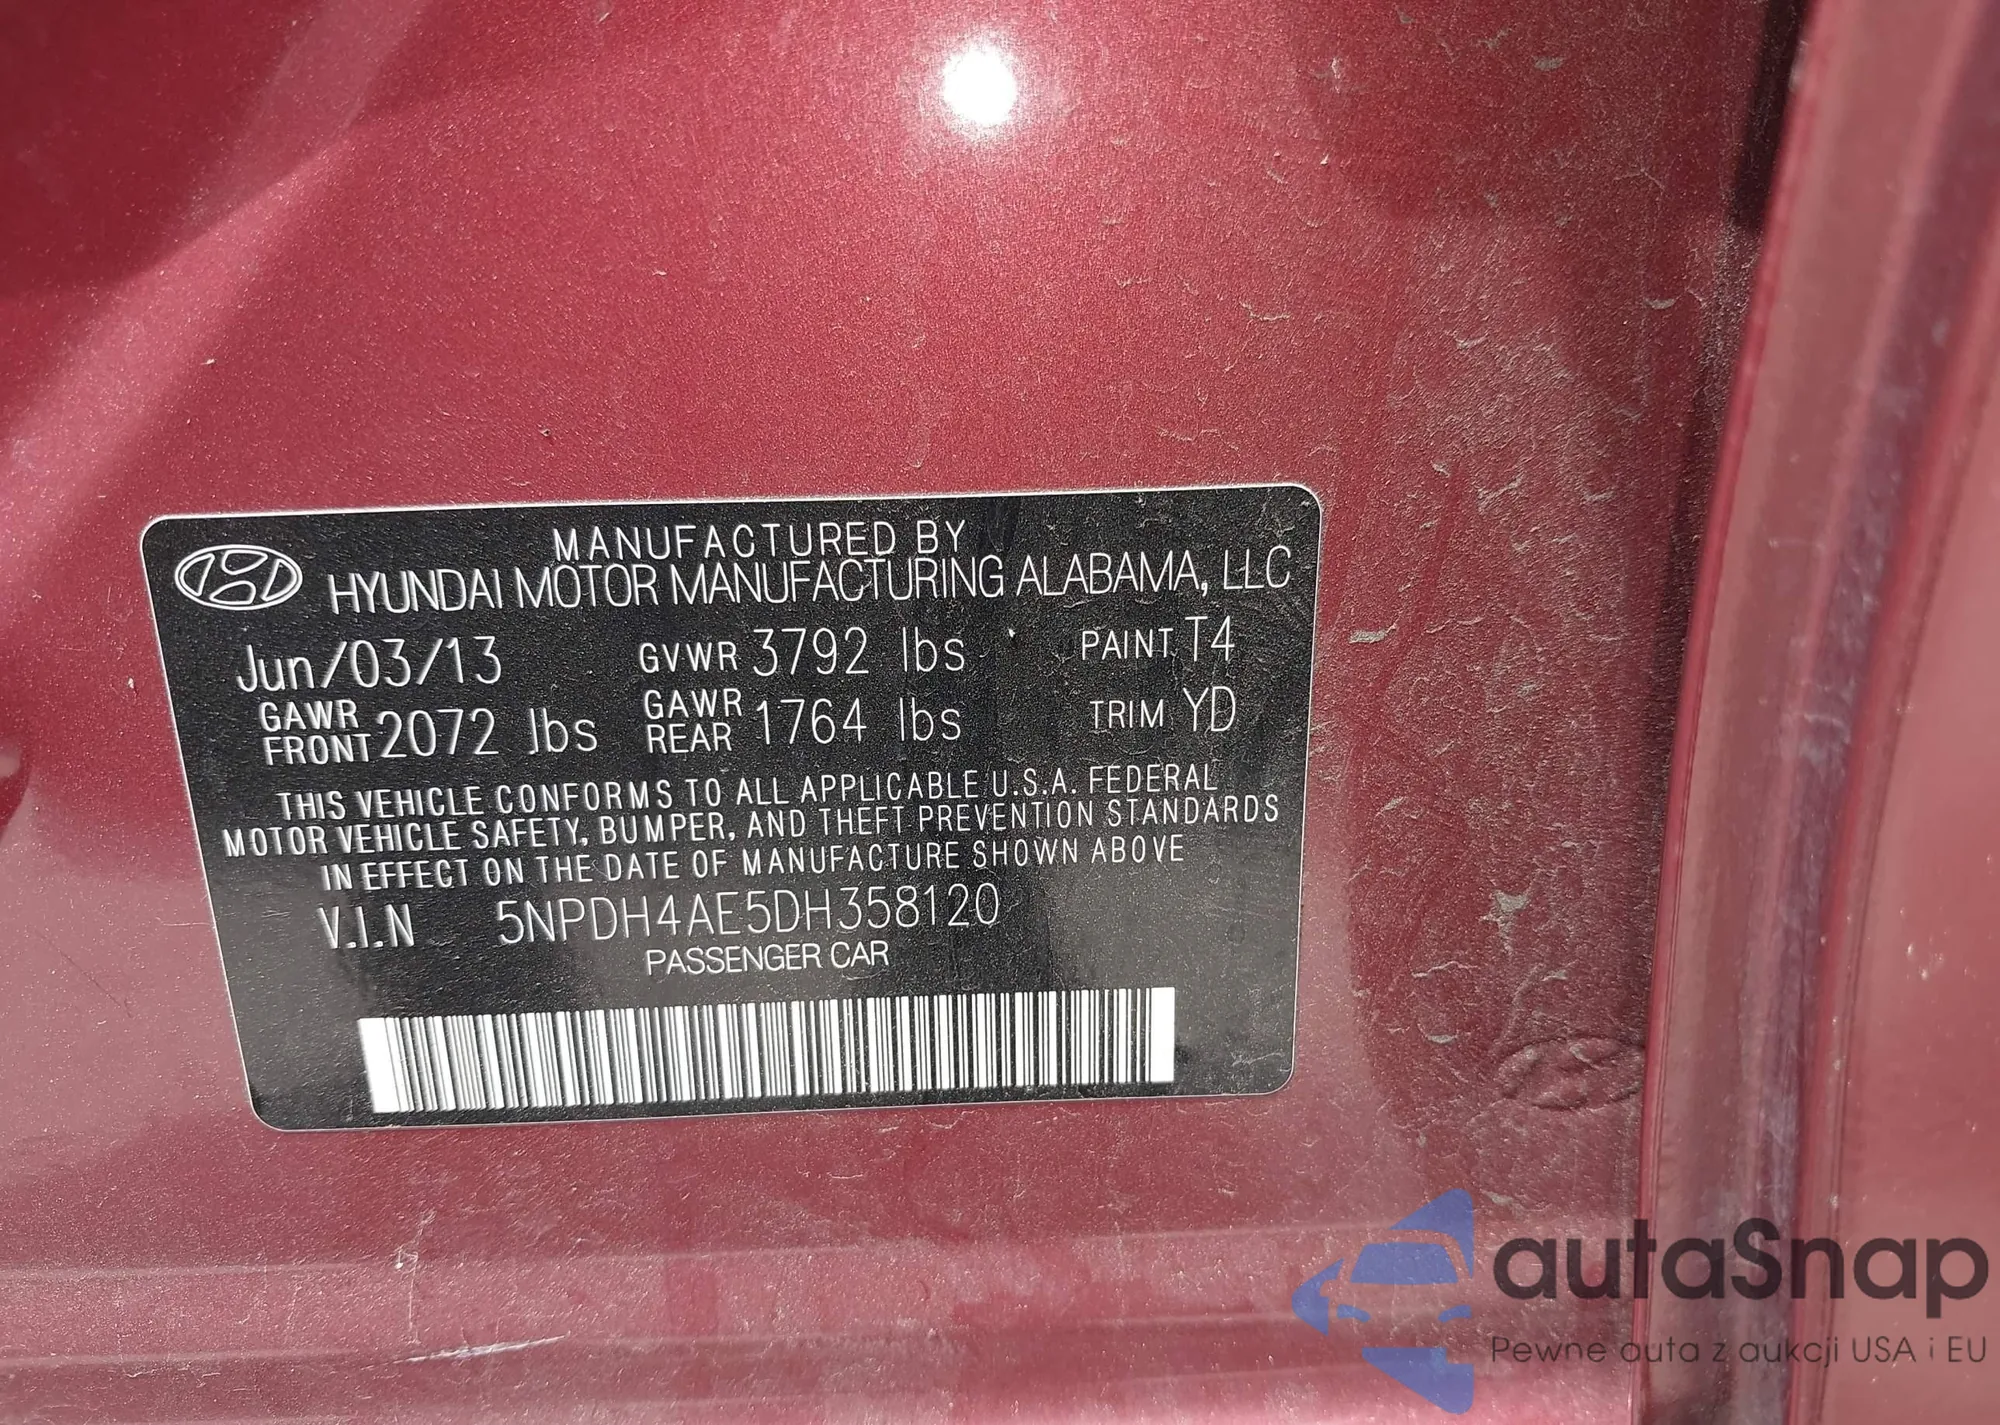 MANUFACTURED BY
HYUNDAI MOTOR MANUFACTURING ALABAMA, LLC
Jun/03/13 GVWR 3792 lbs PAINT T4
GAWR FRONT 2072 lbs GAWR REAR 1764 lbs TRIM YD
THIS VEHICLE CONFORMS TO ALL APPLICABLE U.S.A. FEDERAL
MOTOR VEHICLE SAFETY, BUMPER, AND THEFT PREVENTION STANDARDS
IN EFFECT ON THE DATE OF MANUFACTURE SHOWN ABOVE
V.I.N 5NPDH4AE5DH358120
PASSENGER CAR
autaSnap
Pewne auta z aukcji USA i EU